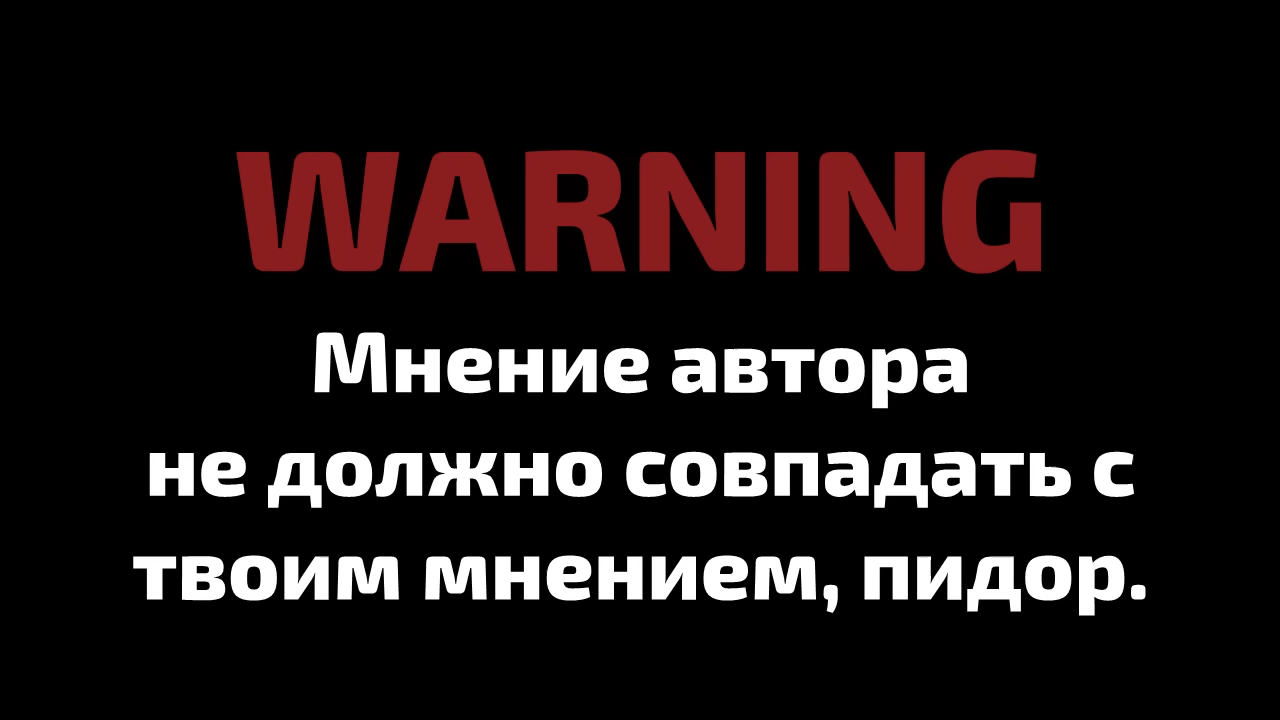 WARNING
Мнение автора
не должно совпадать с
твоим мнением, пидор.